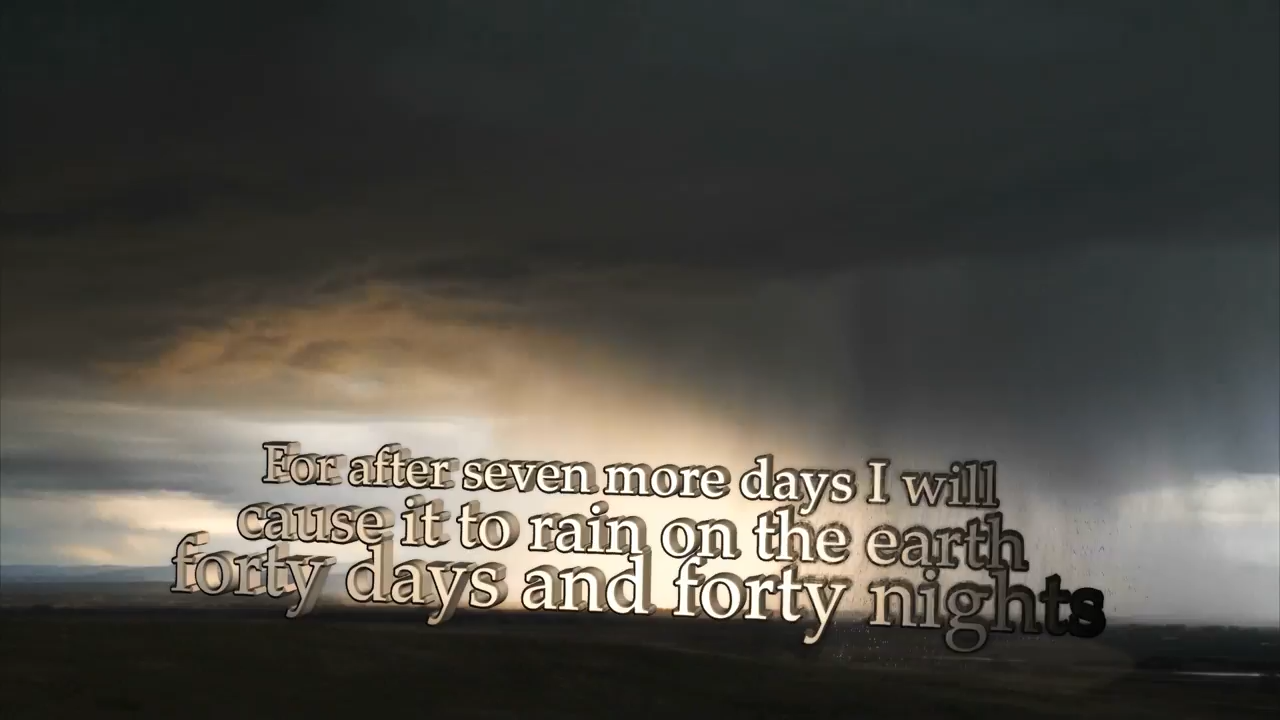 For after seven more days I will
cause it to rain on the earth
forty days and forty nights